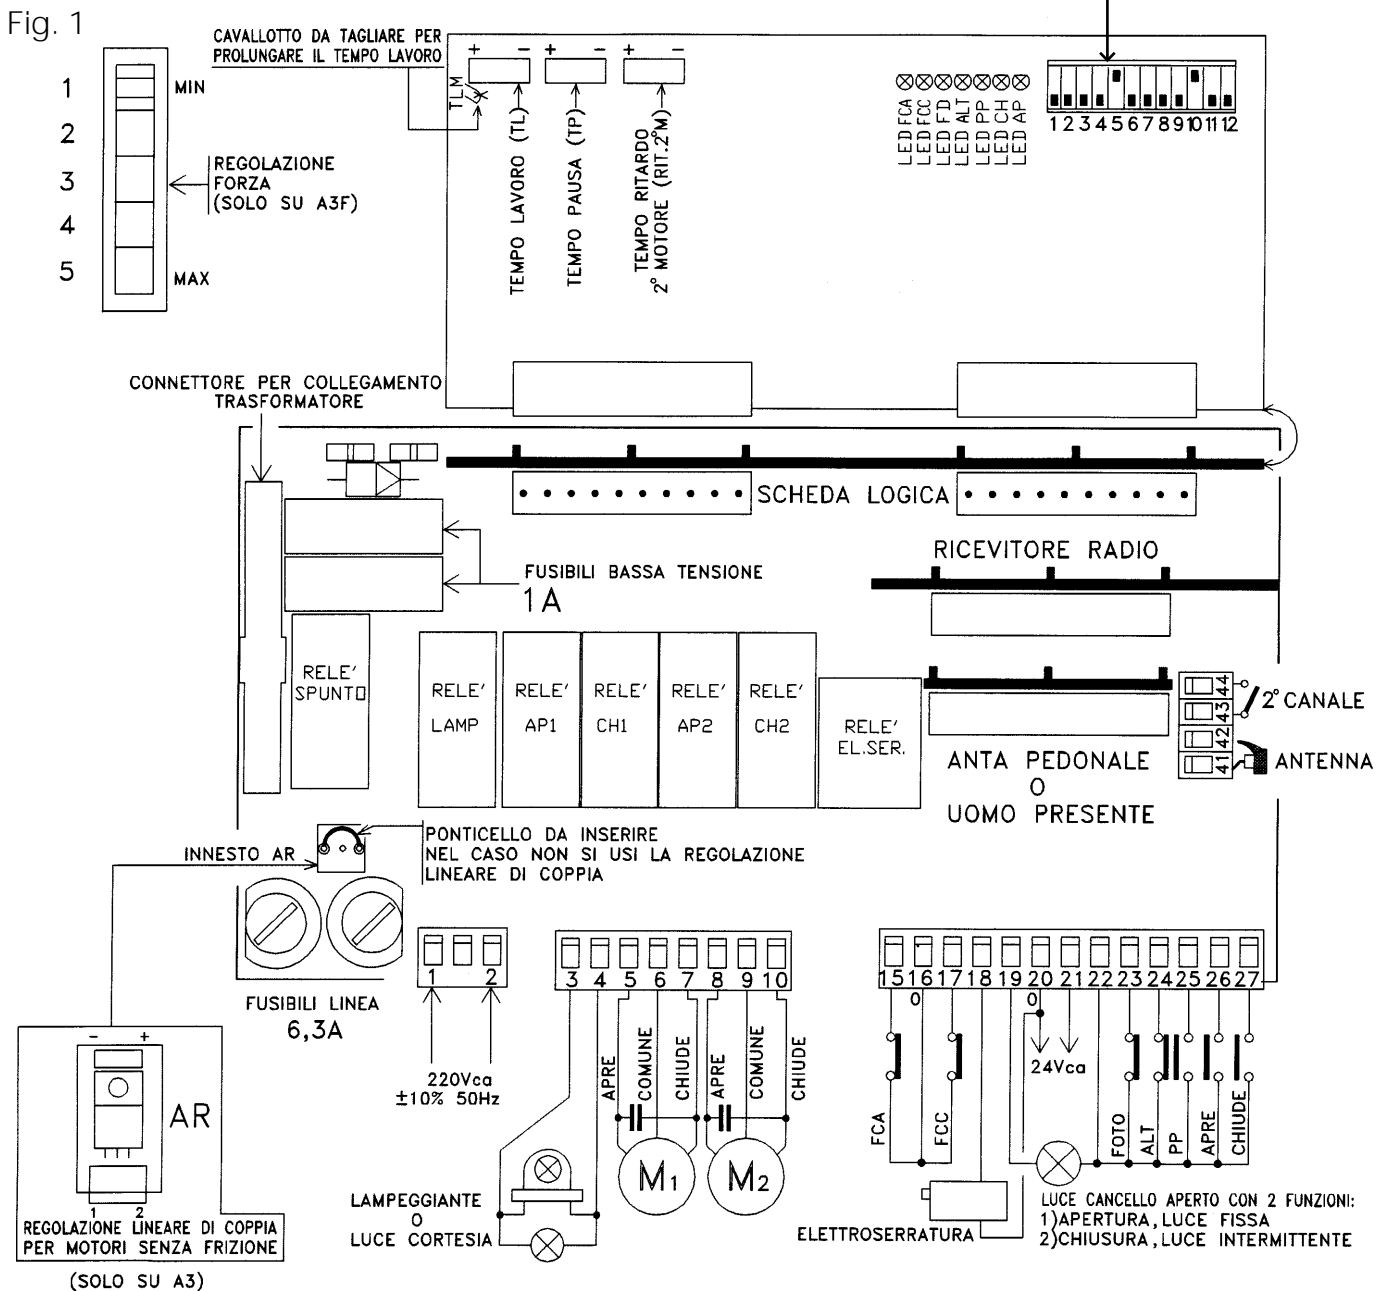 Fig. 1
CAVALLOTTO DA TAGLIARE PER
PROLUNGARE IL TEMPO LAVORO
1 MIN
2
3
4
5 MAX
REGOLAZIONE
FORZA
(SOLO SU A3F)
+ − + − + −
TLM
TEMPO LAVORO (TL)
TEMPO PAUSA (TP)
TEMPO RITARDO
2° MOTORE (RIT.2°M)
LED FCA
LED FCC
LED FD
LED ALT
LED PP
LED CH
LED AP
1 2 3 4 5 6 7 8 9 10 11 12
CONNETTORE PER COLLEGAMENTO
TRASFORMATORE
SCHEDA LOGICA
RICEVITORE RADIO
FUSIBILI BASSA TENSIONE
1A
RELE' SPUNTO
RELE' LAMP
RELE' AP1
RELE' CH1
RELE' AP2
RELE' CH2
RELE' EL.SER.
44
43
42
41
2° CANALE
ANTENNA
ANTA PEDONALE
O
UOMO PRESENTE
INNESTO AR
PONTICELLO DA INSERIRE
NEL CASO NON SI USI LA REGOLAZIONE
LINEARE DI COPPIA
FUSIBILI LINEA
6,3A
1 2
220Vca
±10% 50Hz
3 4 5 6 7 8 9 10
APRE
COMUNE
CHIUDE
APRE
COMUNE
CHIUDE
M1
M2
LAMPEGGIANTE
O
LUCE CORTESIA
15 16 17 18 19 20 21 22 23 24 25 26 27
0 0
24Vca
FCA
FCC
FOTO
ALT
PP
APRE
CHIUDE
ELETTROSERRATURA
LUCE CANCELLO APERTO CON 2 FUNZIONI:
1)APERTURA, LUCE FISSA
2)CHIUSURA, LUCE INTERMITTENTE
− +
AR
1 2
REGOLAZIONE LINEARE DI COPPIA
PER MOTORI SENZA FRIZIONE
(SOLO SU A3)